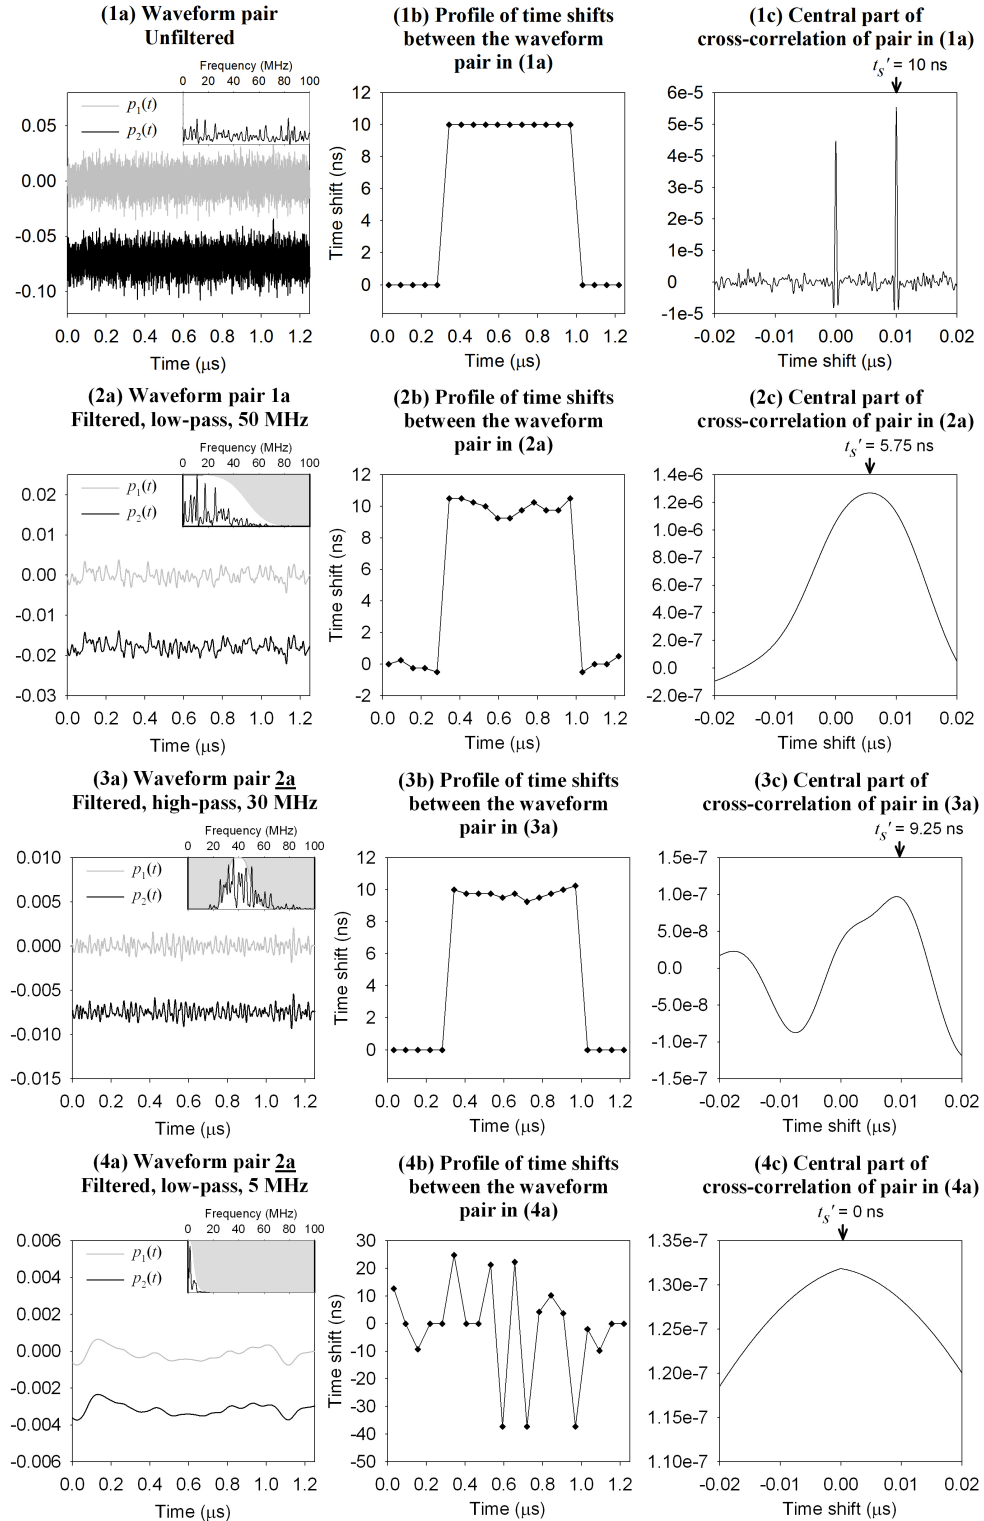 (1a) Waveform pair
Unfiltered
Frequency (MHz)
0 20 40 60 80 100
p1(t)
p2(t)
0.05
0.00
-0.05
-0.10
0.0 0.2 0.4 0.6 0.8 1.0 1.2
Time (µs)
(1b) Profile of time shifts
between the waveform
pair in (1a)
Time shift (ns)
12
10
8
6
4
2
0
0.0 0.2 0.4 0.6 0.8 1.0 1.2
Time (µs)
(1c) Central part of
cross-correlation of pair in (1a)
ts′ = 10 ns
6e-5
5e-5
4e-5
3e-5
2e-5
1e-5
0
-1e-5
-0.02 -0.01 0.00 0.01 0.02
Time shift (µs)
(2a) Waveform pair 1a
Filtered, low-pass, 50 MHz
Frequency (MHz)
0 20 40 60 80 100
p1(t)
p2(t)
0.02
0.01
0.00
-0.01
-0.02
-0.03
0.0 0.2 0.4 0.6 0.8 1.0 1.2
Time (µs)
(2b) Profile of time shifts
between the waveform
pair in (2a)
Time shift (ns)
12
10
8
6
4
2
0
-2
0.0 0.2 0.4 0.6 0.8 1.0 1.2
Time (µs)
(2c) Central part of
cross-correlation of pair in (2a)
ts′ = 5.75 ns
1.4e-6
1.2e-6
1.0e-6
8.0e-7
6.0e-7
4.0e-7
2.0e-7
0.0
-2.0e-7
-0.02 -0.01 0.00 0.01 0.02
Time shift (µs)
(3a) Waveform pair 2a
Filtered, high-pass, 30 MHz
Frequency (MHz)
0 20 40 60 80 100
p1(t)
p2(t)
0.010
0.005
0.000
-0.005
-0.010
-0.015
0.0 0.2 0.4 0.6 0.8 1.0 1.2
Time (µs)
(3b) Profile of time shifts
between the waveform
pair in (3a)
Time shift (ns)
12
10
8
6
4
2
0
0.0 0.2 0.4 0.6 0.8 1.0 1.2
Time (µs)
(3c) Central part of
cross-correlation of pair in (3a)
ts′ = 9.25 ns
1.5e-7
1.0e-7
5.0e-8
0.0
-5.0e-8
-1.0e-7
-1.5e-7
-0.02 -0.01 0.00 0.01 0.02
Time shift (µs)
(4a) Waveform pair 2a
Filtered, low-pass, 5 MHz
Frequency (MHz)
0 20 40 60 80 100
p1(t)
p2(t)
0.006
0.004
0.002
0.000
-0.002
-0.004
-0.006
0.0 0.2 0.4 0.6 0.8 1.0 1.2
Time (µs)
(4b) Profile of time shifts
between the waveform
pair in (4a)
Time shift (ns)
30
20
10
0
-10
-20
-30
-40
-50
0.0 0.2 0.4 0.6 0.8 1.0 1.2
Time (µs)
(4c) Central part of
cross-correlation of pair in (4a)
ts′ = 0 ns
1.35e-7
1.30e-7
1.25e-7
1.20e-7
1.15e-7
1.10e-7
-0.02 -0.01 0.00 0.01 0.02
Time shift (µs)